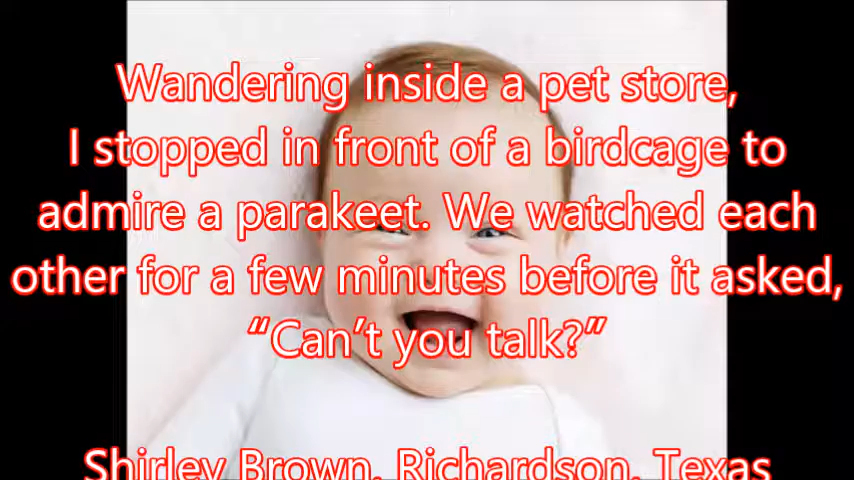 Wandering inside a pet store,
I stopped in front of a birdcage to
admire a parakeet. We watched each
other for a few minutes before it asked,
“Can’t you talk?”
Shirley Brown, Richardson, Texas